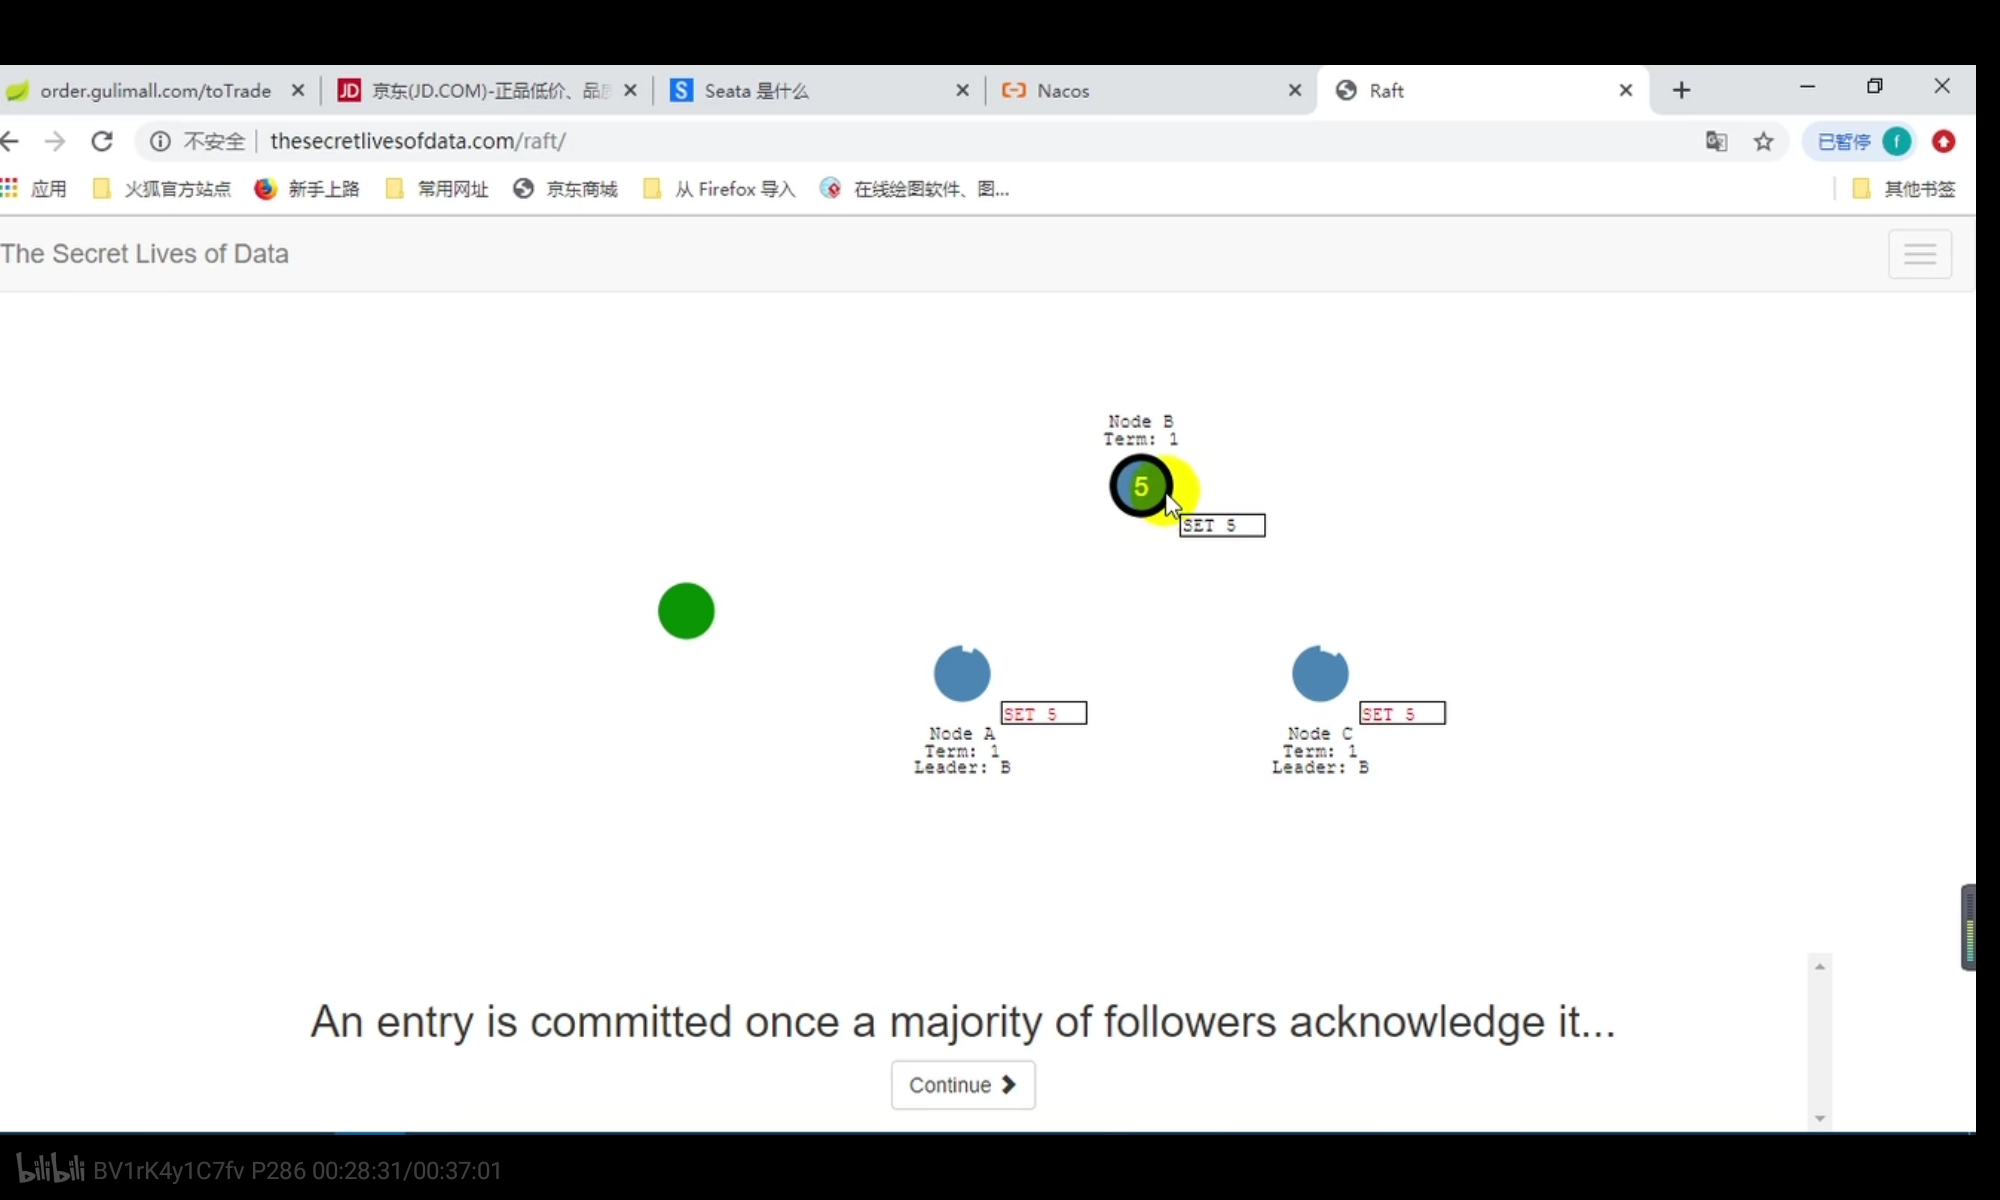 order.gulimall.com/toTrade
JD 京东(JD.COM)-正品低价、品
S Seata 是什么
Nacos
Raft
不安全 thesecretlivesofdata.com/raft/
已暂停 f
应用 火狐官方站点 新手上路 常用网址 京东商城 从 Firefox 导入 在线绘图软件、图... 其他书签
The Secret Lives of Data
Node B
Term: 1
5
SET 5
SET 5
SET 5
Node A
Term: 1
Leader: B
Node C
Term: 1
Leader: B
An entry is committed once a majority of followers acknowledge it...
Continue
bilibili BV1rK4y1C7fv P286 00:28:31/00:37:01